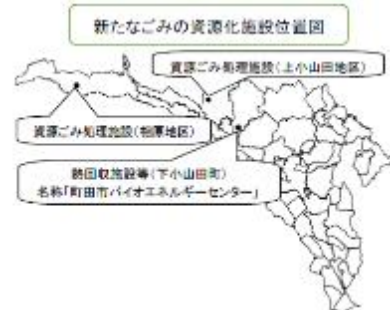 新たなごみの資源化施設位置図
資源ごみ処理施設(上小山田地区)
資源ごみ処理施設(相原地区)
熱回収施設等(下小山田町)
名称「町田市バイオエネルギーセンター」